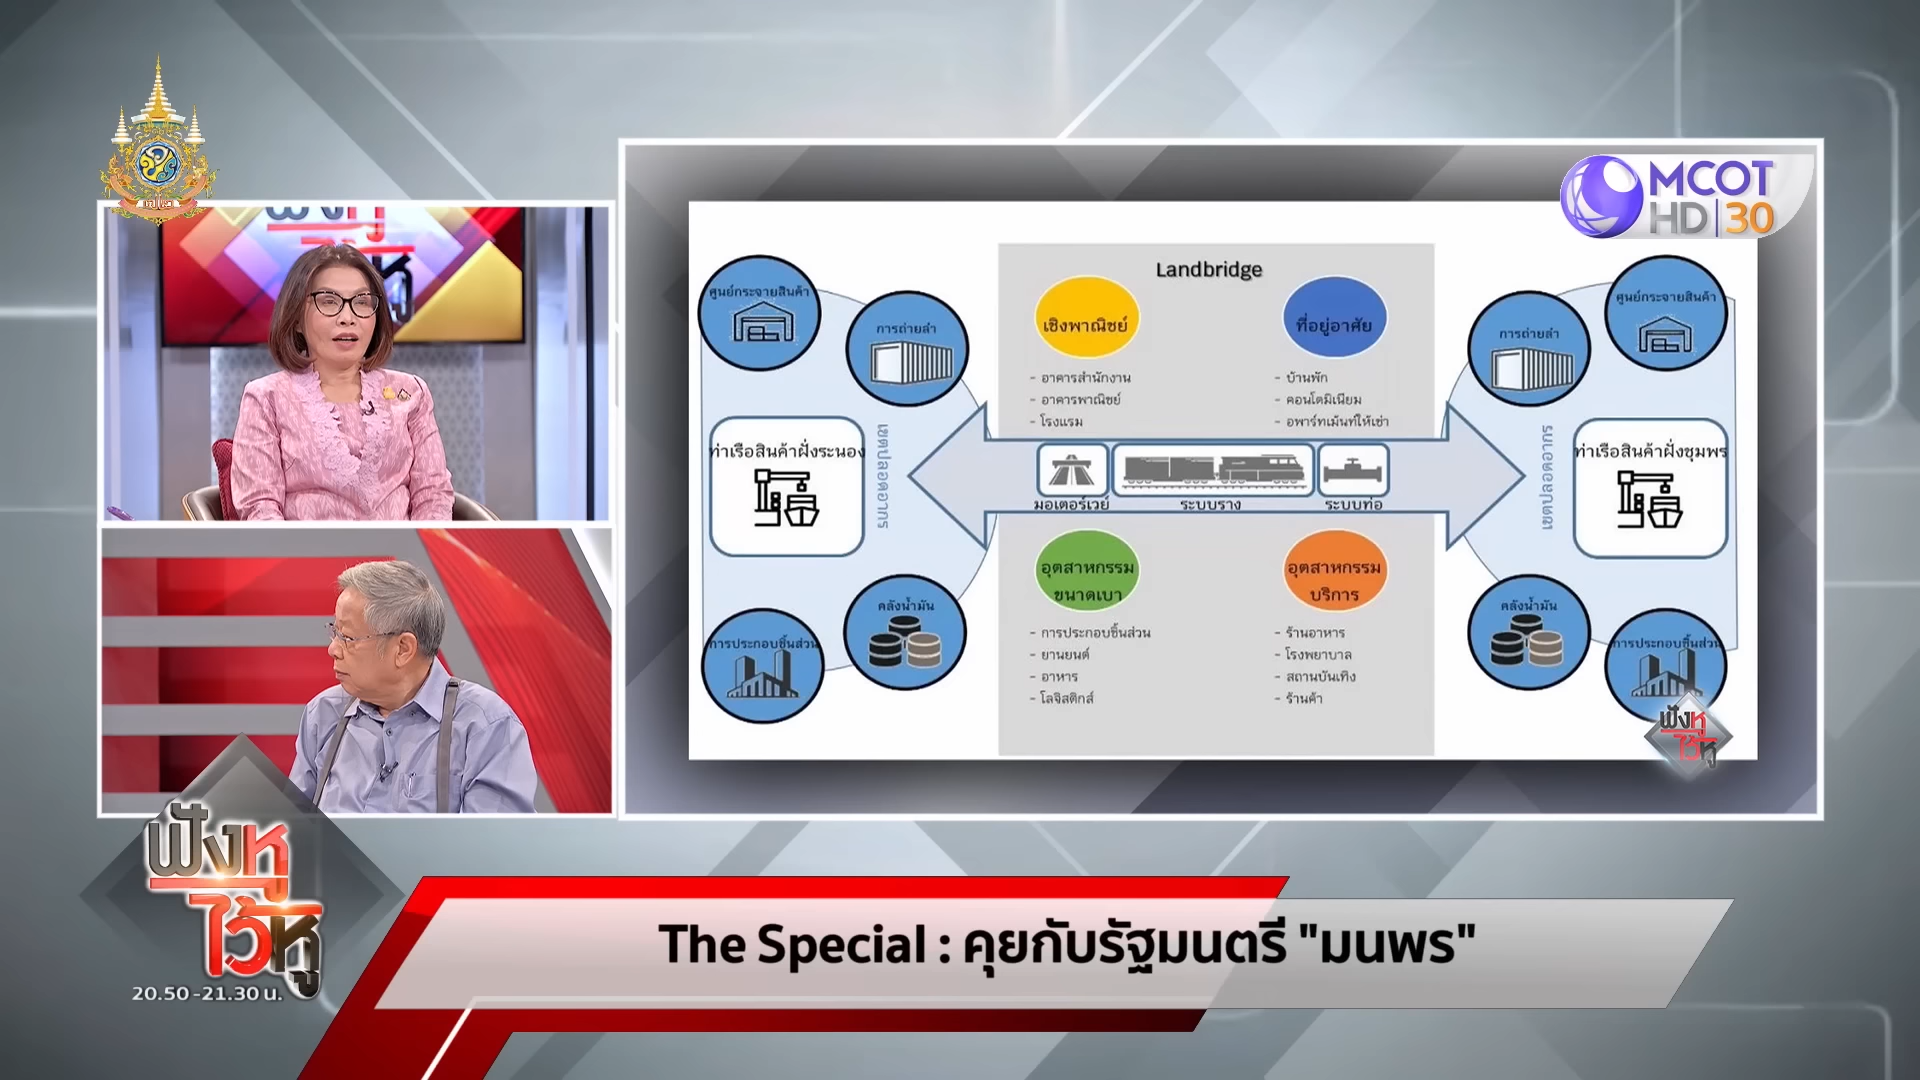 MCOT
HD 30
ฟังหู
Landbridge
ศูนย์กระจายสินค้า
การถ่ายลำ
ท่าเรือสินค้าฝั่งระนอง
เขตปลอดอากร
คลังน้ำมัน
การประกอบชิ้นส่วน
เชิงพาณิชย์
- อาคารสำนักงาน
- อาคารพาณิชย์
- โรงแรม
ที่อยู่อาศัย
- บ้านพัก
- คอนโดมิเนียม
- อพาร์ทเม้นท์ให้เช่า
มอเตอร์เวย์
ระบบราง
ระบบท่อ
อุตสาหกรรม
ขนาดเบา
- การประกอบชิ้นส่วน
- ยานยนต์
- อาหาร
- โลจิสติกส์
อุตสาหกรรม
บริการ
- ร้านอาหาร
- โรงพยาบาล
- สถานบันเทิง
- ร้านค้า
การถ่ายลำ
ศูนย์กระจายสินค้า
เขตปลอดอากร
ท่าเรือสินค้าฝั่งชุมพร
คลังน้ำมัน
การประกอบชิ้นส่วน
ฟังหู
ไว้หู
ฟังหู
ไว้หู
20.50 -21.30 น.
The Special : คุยกับรัฐมนตรี "มนพร"